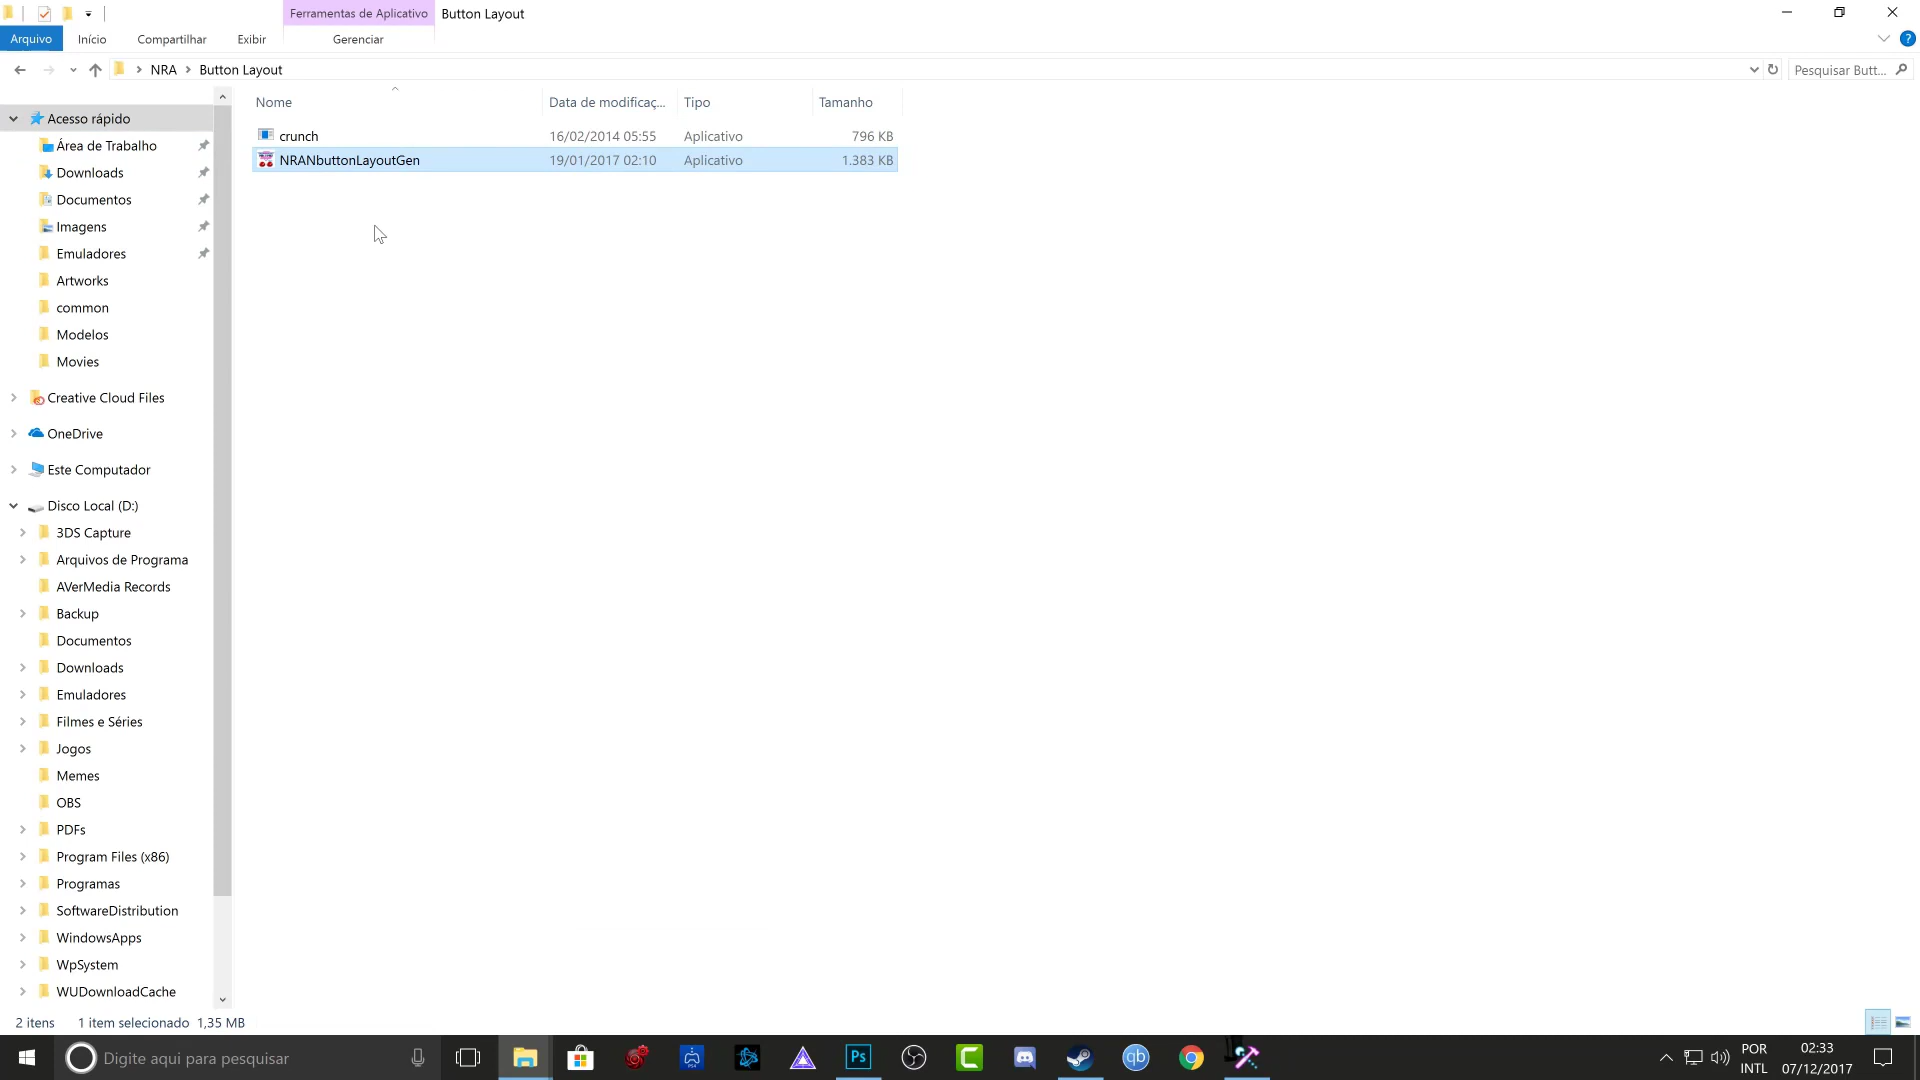 Ferramentas de Aplicativo
Button Layout
Arquivo
Início
Compartilhar
Exibir
Gerenciar
?
NRA
Button Layout
Pesquisar Butt...
Nome
Data de modificaç...
Tipo
Tamanho
crunch
16/02/2014 05:55
Aplicativo
796 KB
NRANbuttonLayoutGen
19/01/2017 02:10
Aplicativo
1.383 KB
Acesso rápido
Área de Trabalho
Downloads
Documentos
Imagens
Emuladores
Artworks
common
Modelos
Movies
Creative Cloud Files
OneDrive
Este Computador
Disco Local (D:)
3DS Capture
Arquivos de Programa
AVerMedia Records
Backup
Documentos
Downloads
Emuladores
Filmes e Séries
Jogos
Memes
OBS
PDFs
Program Files (x86)
Programas
SoftwareDistribution
WindowsApps
WpSystem
WUDownloadCache
2 itens
1 item selecionado 1,35 MB
Digite aqui para pesquisar
Ps
qb
POR
INTL
02:33
07/12/2017